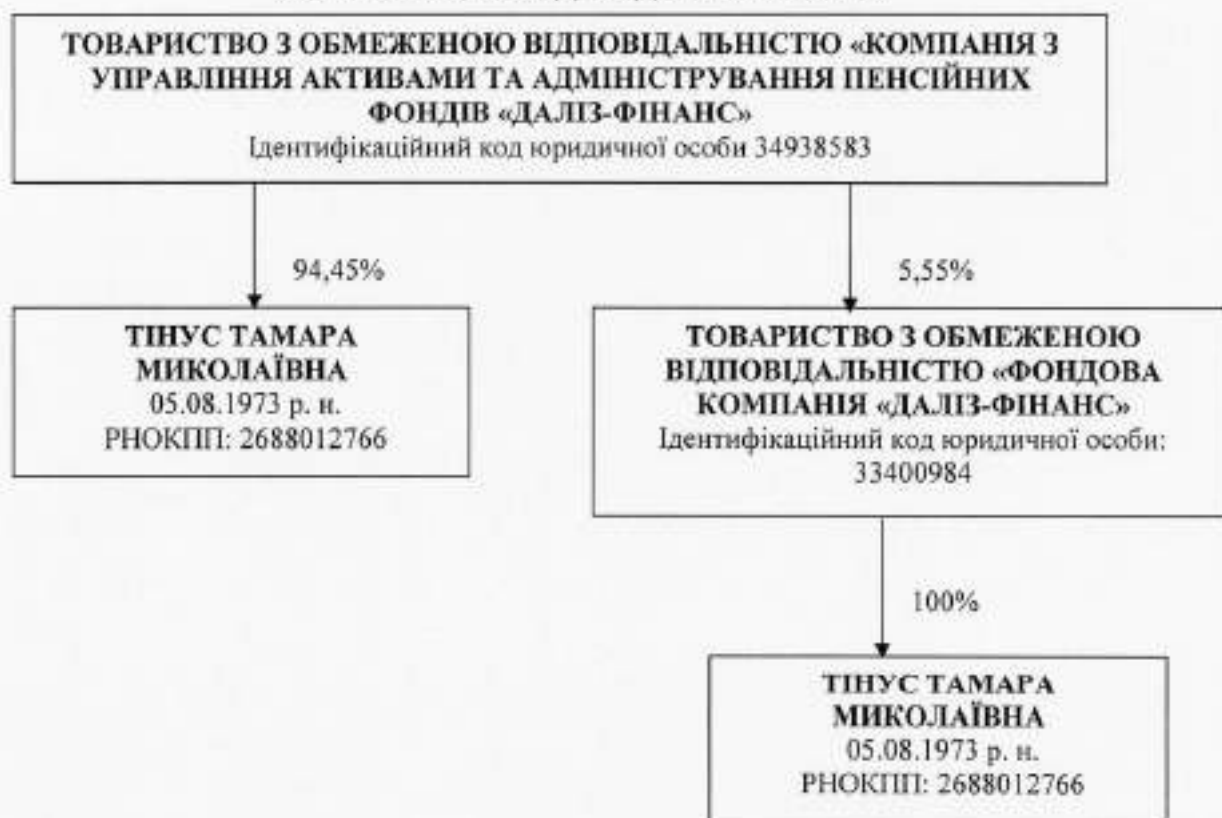 ТОВАРИСТВО З ОБМЕЖЕНОЮ ВІДПОВІДАЛЬНІСТЮ «КОМПАНІЯ З
УПРАВЛІННЯ АКТИВАМИ ТА АДМІНІСТРУВАННЯ ПЕНСІЙНИХ
ФОНДІВ «ДАЛІЗ-ФІНАНС»
Ідентифікаційний код юридичної особи 34938583
94,45%
5,55%
ТІНУС ТАМАРА
МИКОЛАЇВНА
05.08.1973 р. н.
РНОКПП: 2688012766
ТОВАРИСТВО З ОБМЕЖЕНОЮ
ВІДПОВІДАЛЬНІСТЮ «ФОНДОВА
КОМПАНІЯ «ДАЛІЗ-ФІНАНС»
Ідентифікаційний код юридичної особи:
33400984
100%
ТІНУС ТАМАРА
МИКОЛАЇВНА
05.08.1973 р. н.
РНОКПП: 2688012766